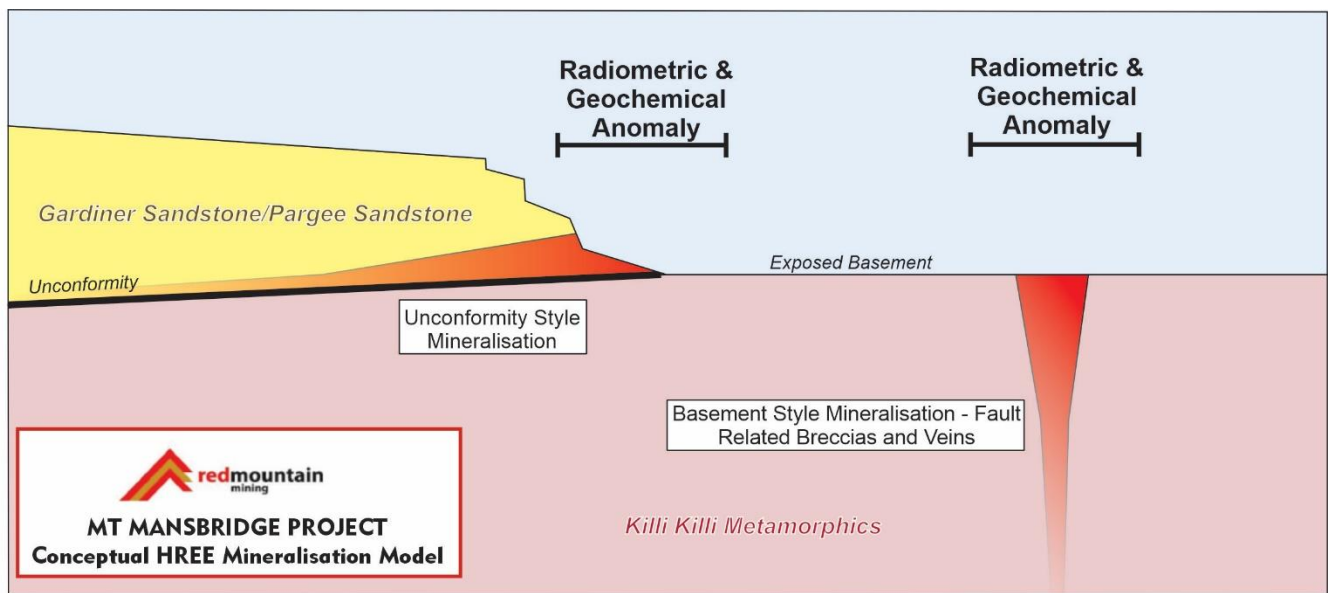 Radiometric &
Geochemical
Anomaly
Radiometric &
Geochemical
Anomaly
Gardiner Sandstone/Pargee Sandstone
Unconformity
Exposed Basement
Unconformity Style
Mineralisation
Basement Style Mineralisation - Fault
Related Breccias and Veins
Killi Killi Metamorphics
redmountain
mining
MT MANSBRIDGE PROJECT
Conceptual HREE Mineralisation Model